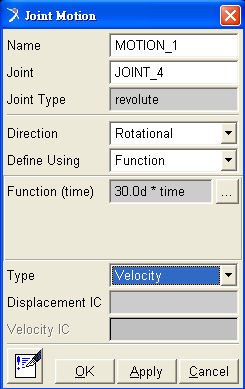 Joint Motion
Name MOTION_1
Joint JOINT_4
Joint Type revolute
Direction Rotational
Define Using Function
Function (time) 30.0d * time ...
Type Velocity
Displacement IC
Velocity IC
OK Apply Cancel